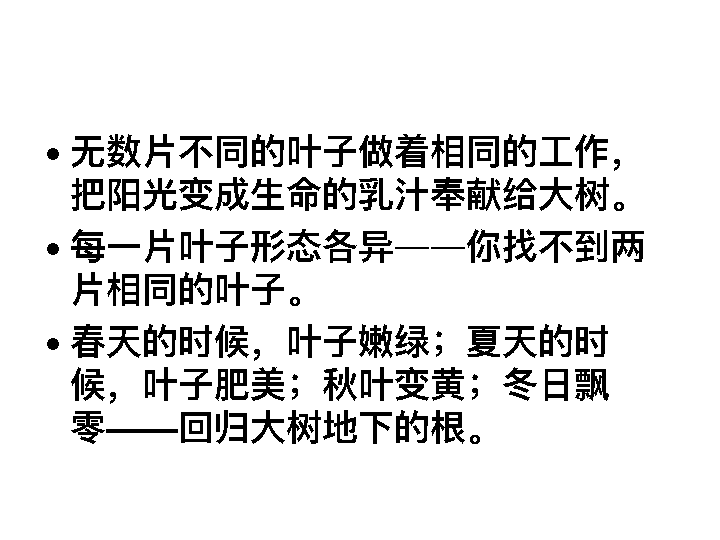 • 无数片不同的叶子做着相同的工作，
把阳光变成生命的乳汁奉献给大树。
• 每一片叶子形态各异——你找不到两
片相同的叶子。
• 春天的时候，叶子嫩绿；夏天的时
候，叶子肥美；秋叶变黄；冬日飘
零——回归大树地下的根。